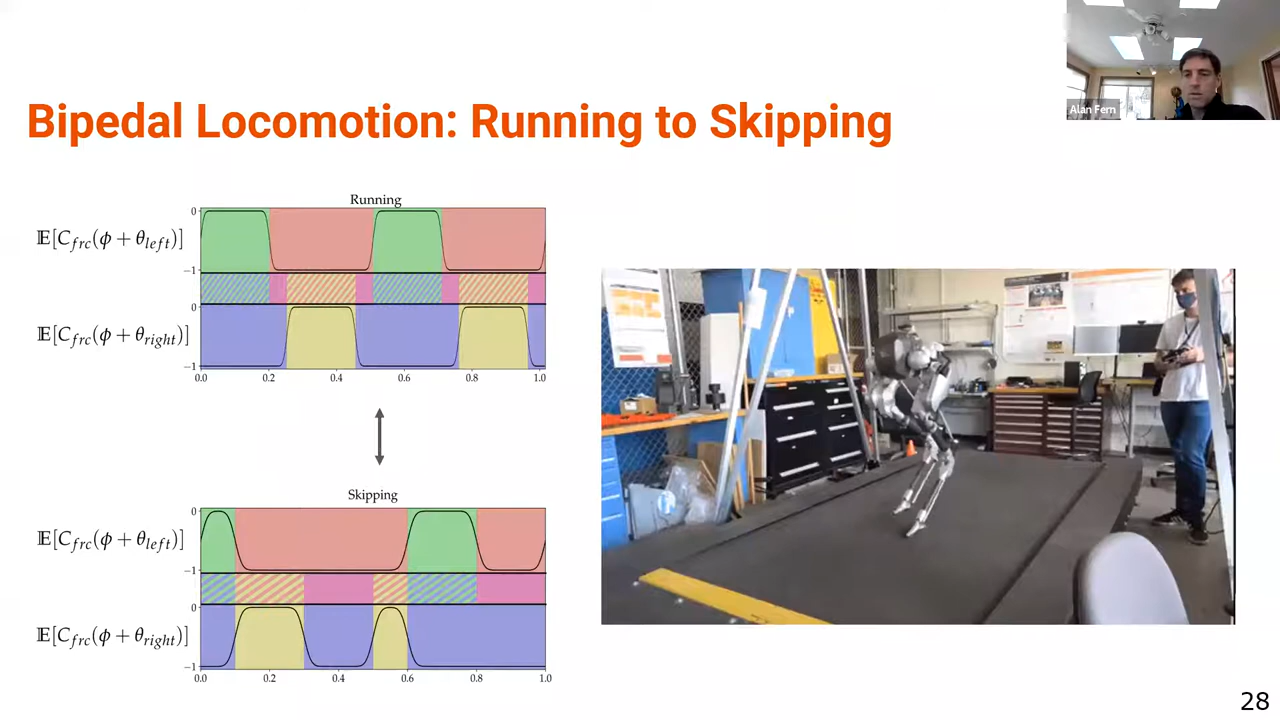 Alan Fern
Bipedal Locomotion: Running to Skipping
Running
0
𝔼[C_frc(ϕ + θ_left)]
−1
0
𝔼[C_frc(ϕ + θ_right)]
−1
0.0 0.2 0.4 0.6 0.8 1.0
Skipping
0
𝔼[C_frc(ϕ + θ_left)]
−1
0
𝔼[C_frc(ϕ + θ_right)]
−1
0.0 0.2 0.4 0.6 0.8 1.0
28